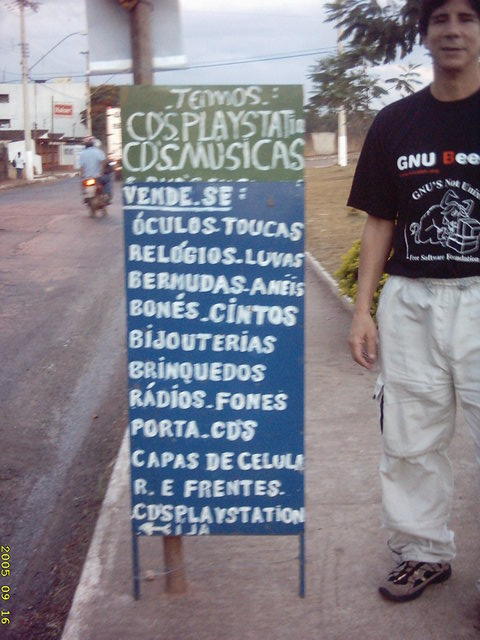 TEMOS:
CD'S PLAYSTATIO
CD'S MUSICAS
VENDE.SE:
ÓCULOS-TOUCAS
RELÓGIOS-LUVAS
BERMUDAS-ANÉIS
BONÉS-CINTOS
BIJOUTERIAS
BRINQUEDOS
RÁDIOS-FONES
PORTA-CD'S
CAPAS DE CELULA
R. E FRENTES-
CD'S PLAYSTATION
GNU Bee
GNU'S Not Unix
Free Software Foundation
2005 09 16